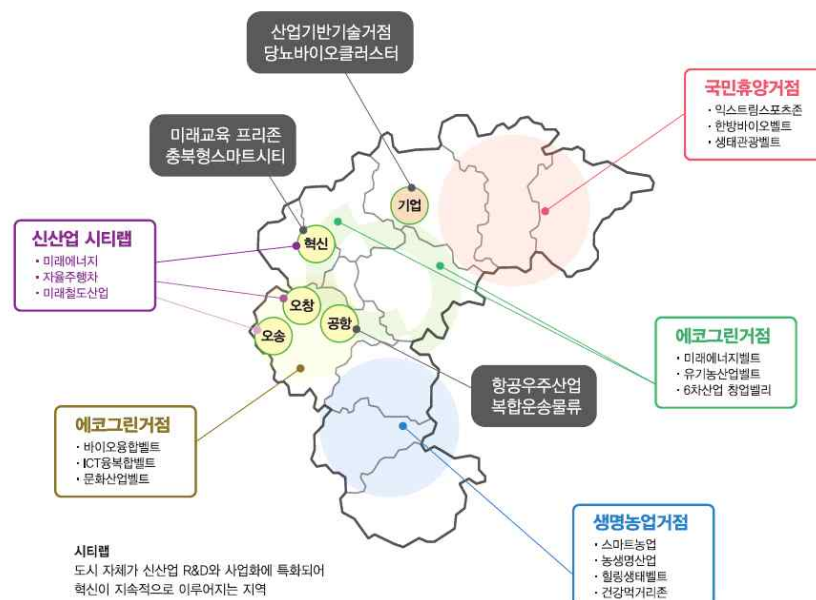 산업기반기술거점
당뇨바이오클러스터
국민휴양거점
· 익스트림스포츠존
· 한방바이오벨트
· 생태관광벨트
미래교육 프리존
충북형스마트시티
기업
신산업 시티랩
· 미래에너지
· 자율주행차
· 미래철도산업
혁신
오창
오송
공항
에코그린거점
· 미래에너지벨트
· 유기농산업벨트
· 6차산업 창업밸리
항공우주산업
복합운송물류
에코그린거점
· 바이오융합벨트
· ICT융복합벨트
· 문화산업벨트
생명농업거점
· 스마트농업
· 농생명산업
· 힐링생태벨트
· 건강먹거리존
시티랩
도시 자체가 신산업 R&D와 사업화에 특화되어
혁신이 지속적으로 이루어지는 지역